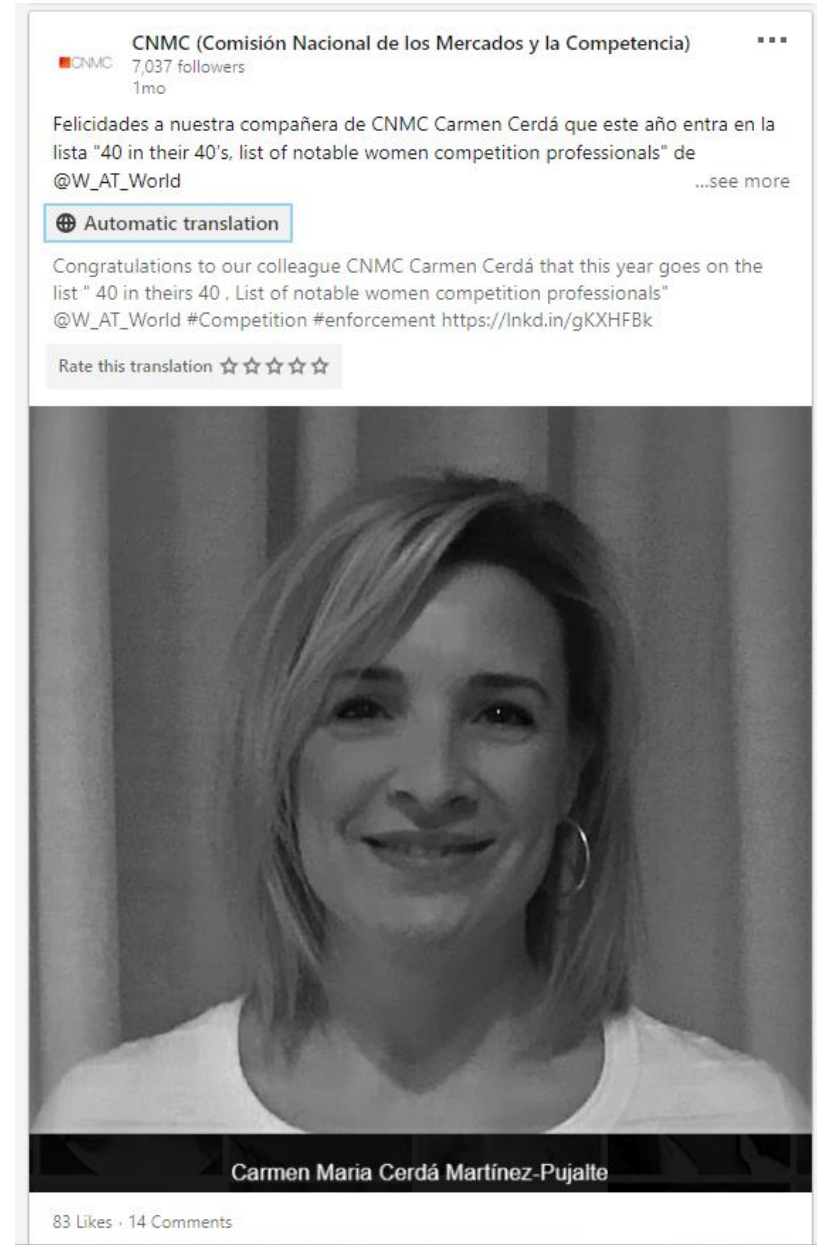 CNMC (Comisión Nacional de los Mercados y la Competencia)
CNMC
7,037 followers
1mo
Felicidades a nuestra compañera de CNMC Carmen Cerdá que este año entra en la
lista "40 in their 40's, list of notable women competition professionals" de
@W_AT_World ...see more
Automatic translation
Congratulations to our colleague CNMC Carmen Cerdá that this year goes on the
list " 40 in theirs 40 , List of notable women competition professionals"
@W_AT_World #Competition #enforcement https://lnkd.in/gKXHFBk
Rate this translation
Carmen Maria Cerdá Martínez-Pujalte
83 Likes · 14 Comments